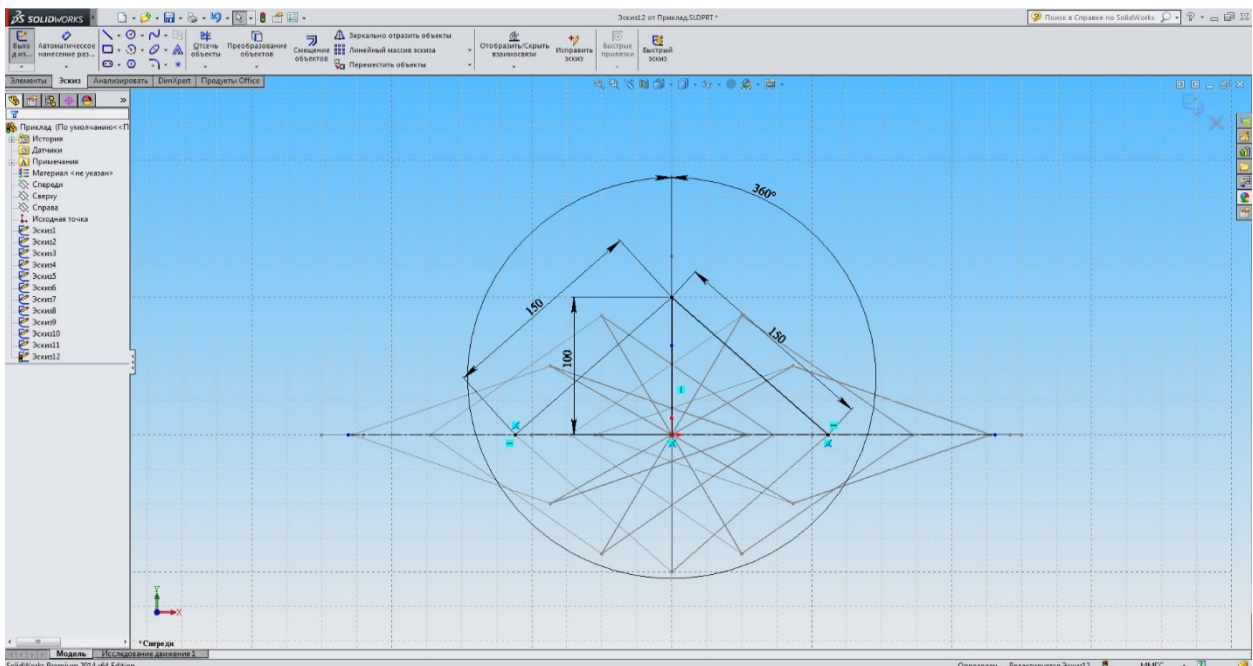 SOLIDWORKS
Эскиз12 от Приклад.SLDPRT *
Поиск в Справке по SolidWorks
Автоматическое нанесение раз...
Отсечь объекты
Преобразование объектов
Смещение объектов
Зеркально отразить объекты
Линейный массив эскиза
Переместить объекты
Отобразить/Скрыть взаимосвязи
Исправить эскиз
Быстрые привязки
Быстрый эскиз
Элементы
Эскиз
Анализировать
DimXpert
Продукты Office
Приклад (По умолчанию<<П
История
Датчики
Примечания
Материал <не указан>
Спереди
Сверху
Справа
Исходная точка
Эскиз1
Эскиз2
Эскиз3
Эскиз4
Эскиз5
Эскиз6
Эскиз7
Эскиз8
Эскиз9
Эскиз10
Эскиз11
Эскиз12
360°
150
150
100
Y
X
*Спереди
Модель
Исследование движения 1
SolidWorks Premium 2014 x64 Edition
Определен
Редактируется Эскиз12
ММГС